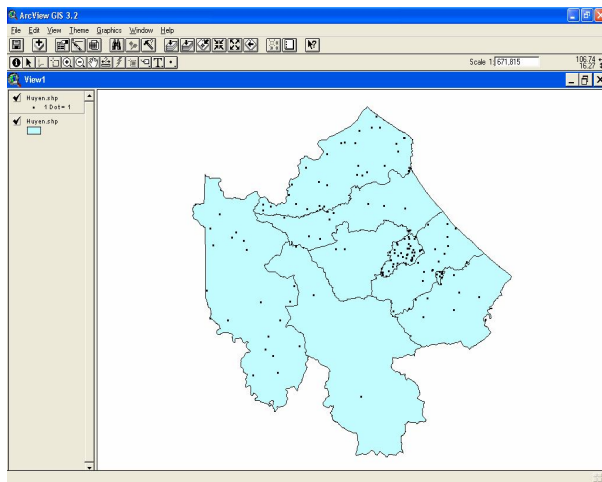 ArcView GIS 3.2
File Edit View Theme Graphics Window Help
Scale 1: 671,815
106.74
16.27
View1
Huyen.shp
1 Dot= 1
Huyen.shp